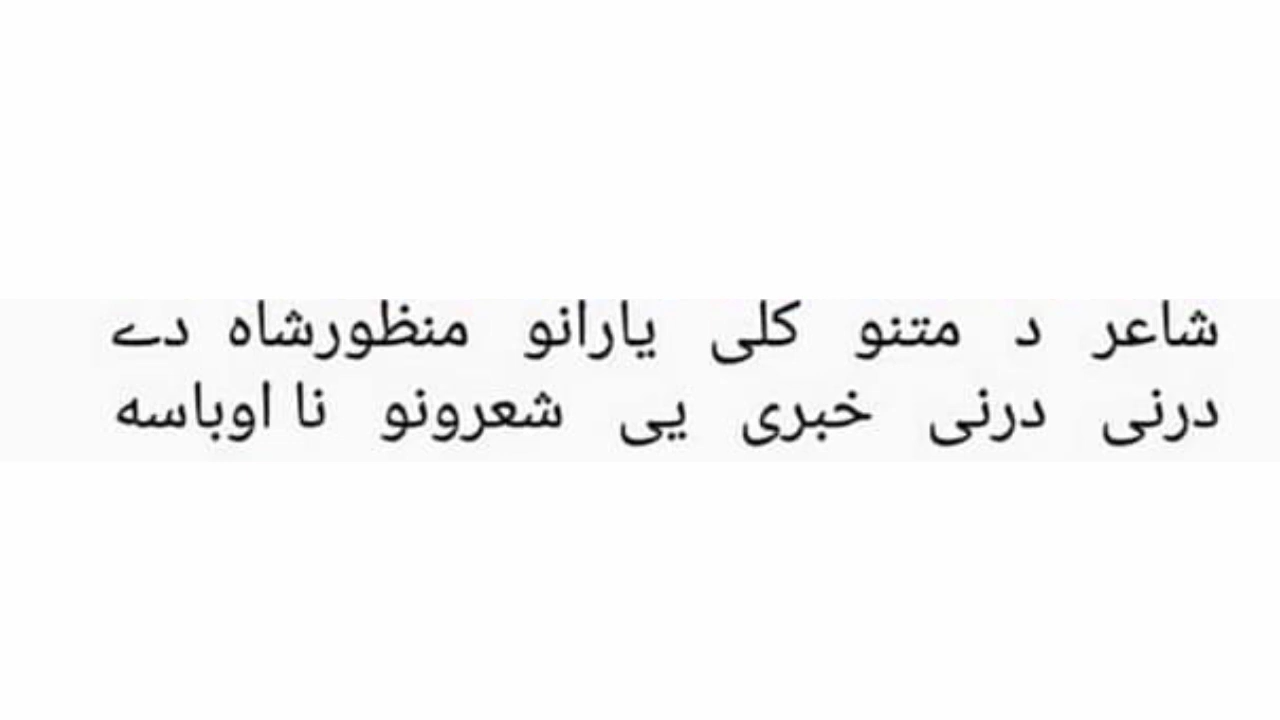 شاعر د متنو کلی یارانو منظورشاه دے
درنی درنی خبری یی شعرونو نا اوباسه